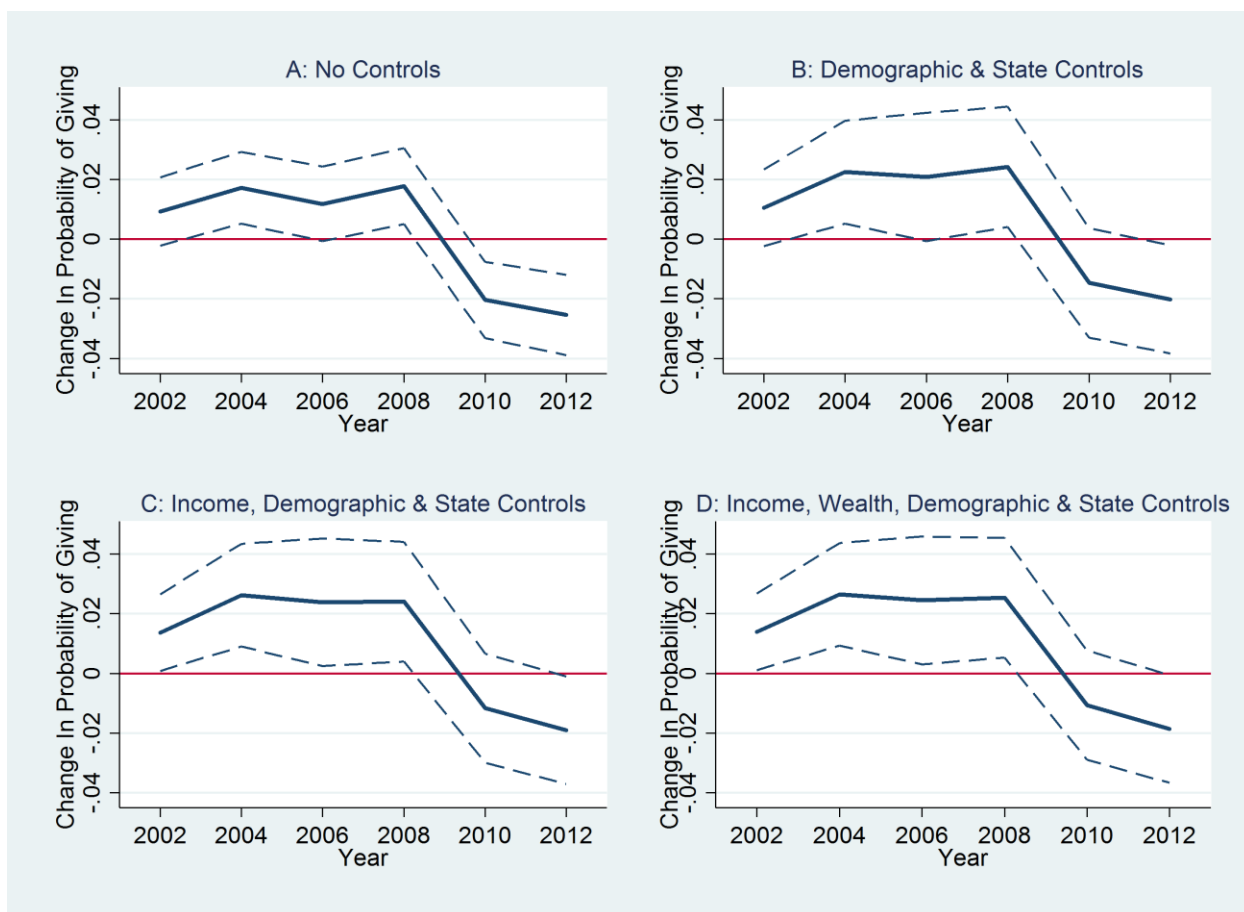 A: No Controls
Change In Probability of Giving
.04
.02
0
-.02
-.04
2002 2004 2006 2008 2010 2012
Year
B: Demographic & State Controls
Change In Probability of Giving
.04
.02
0
-.02
-.04
2002 2004 2006 2008 2010 2012
Year
C: Income, Demographic & State Controls
Change In Probability of Giving
.04
.02
0
-.02
-.04
2002 2004 2006 2008 2010 2012
Year
D: Income, Wealth, Demographic & State Controls
Change In Probability of Giving
.04
.02
0
-.02
-.04
2002 2004 2006 2008 2010 2012
Year